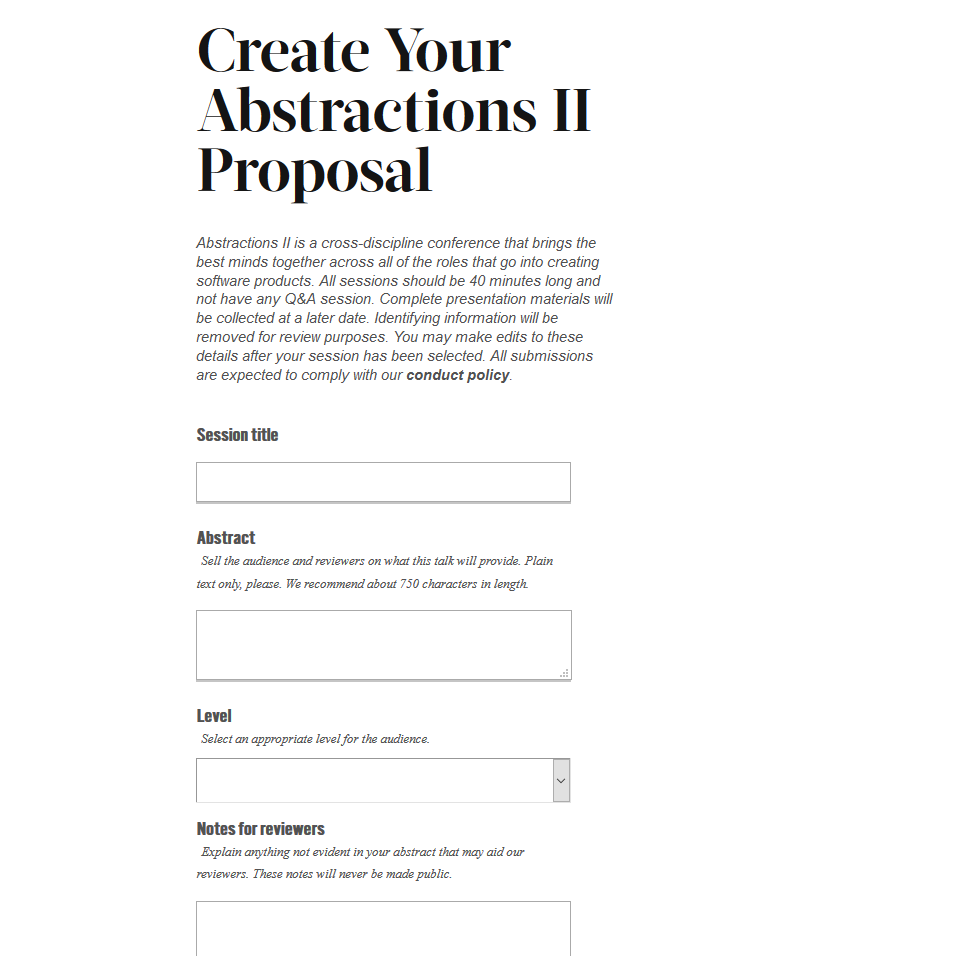 Create Your
Abstractions II
Proposal
Abstractions II is a cross-discipline conference that brings the
best minds together across all of the roles that go into creating
software products. All sessions should be 40 minutes long and
not have any Q&A session. Complete presentation materials will
be collected at a later date. Identifying information will be
removed for review purposes. You may make edits to these
details after your session has been selected. All submissions
are expected to comply with our conduct policy.
Session title
Abstract
Sell the audience and reviewers on what this talk will provide. Plain
text only, please. We recommend about 750 characters in length.
Level
Select an appropriate level for the audience.
Notes for reviewers
Explain anything not evident in your abstract that may aid our
reviewers. These notes will never be made public.